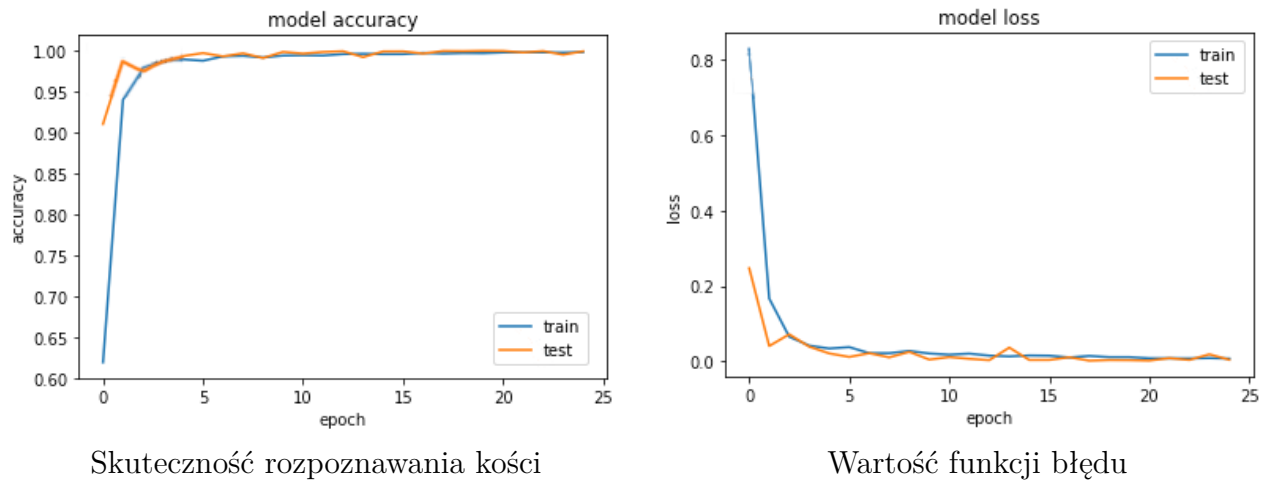 model accuracy
1.00
0.95
0.90
0.85
0.80
0.75
0.70
0.65
0.60
accuracy
train
test
0
5
10
15
20
25
epoch
Skuteczność rozpoznawania kości
model loss
0.8
0.6
0.4
0.2
0.0
loss
train
test
0
5
10
15
20
25
epoch
Wartość funkcji błędu